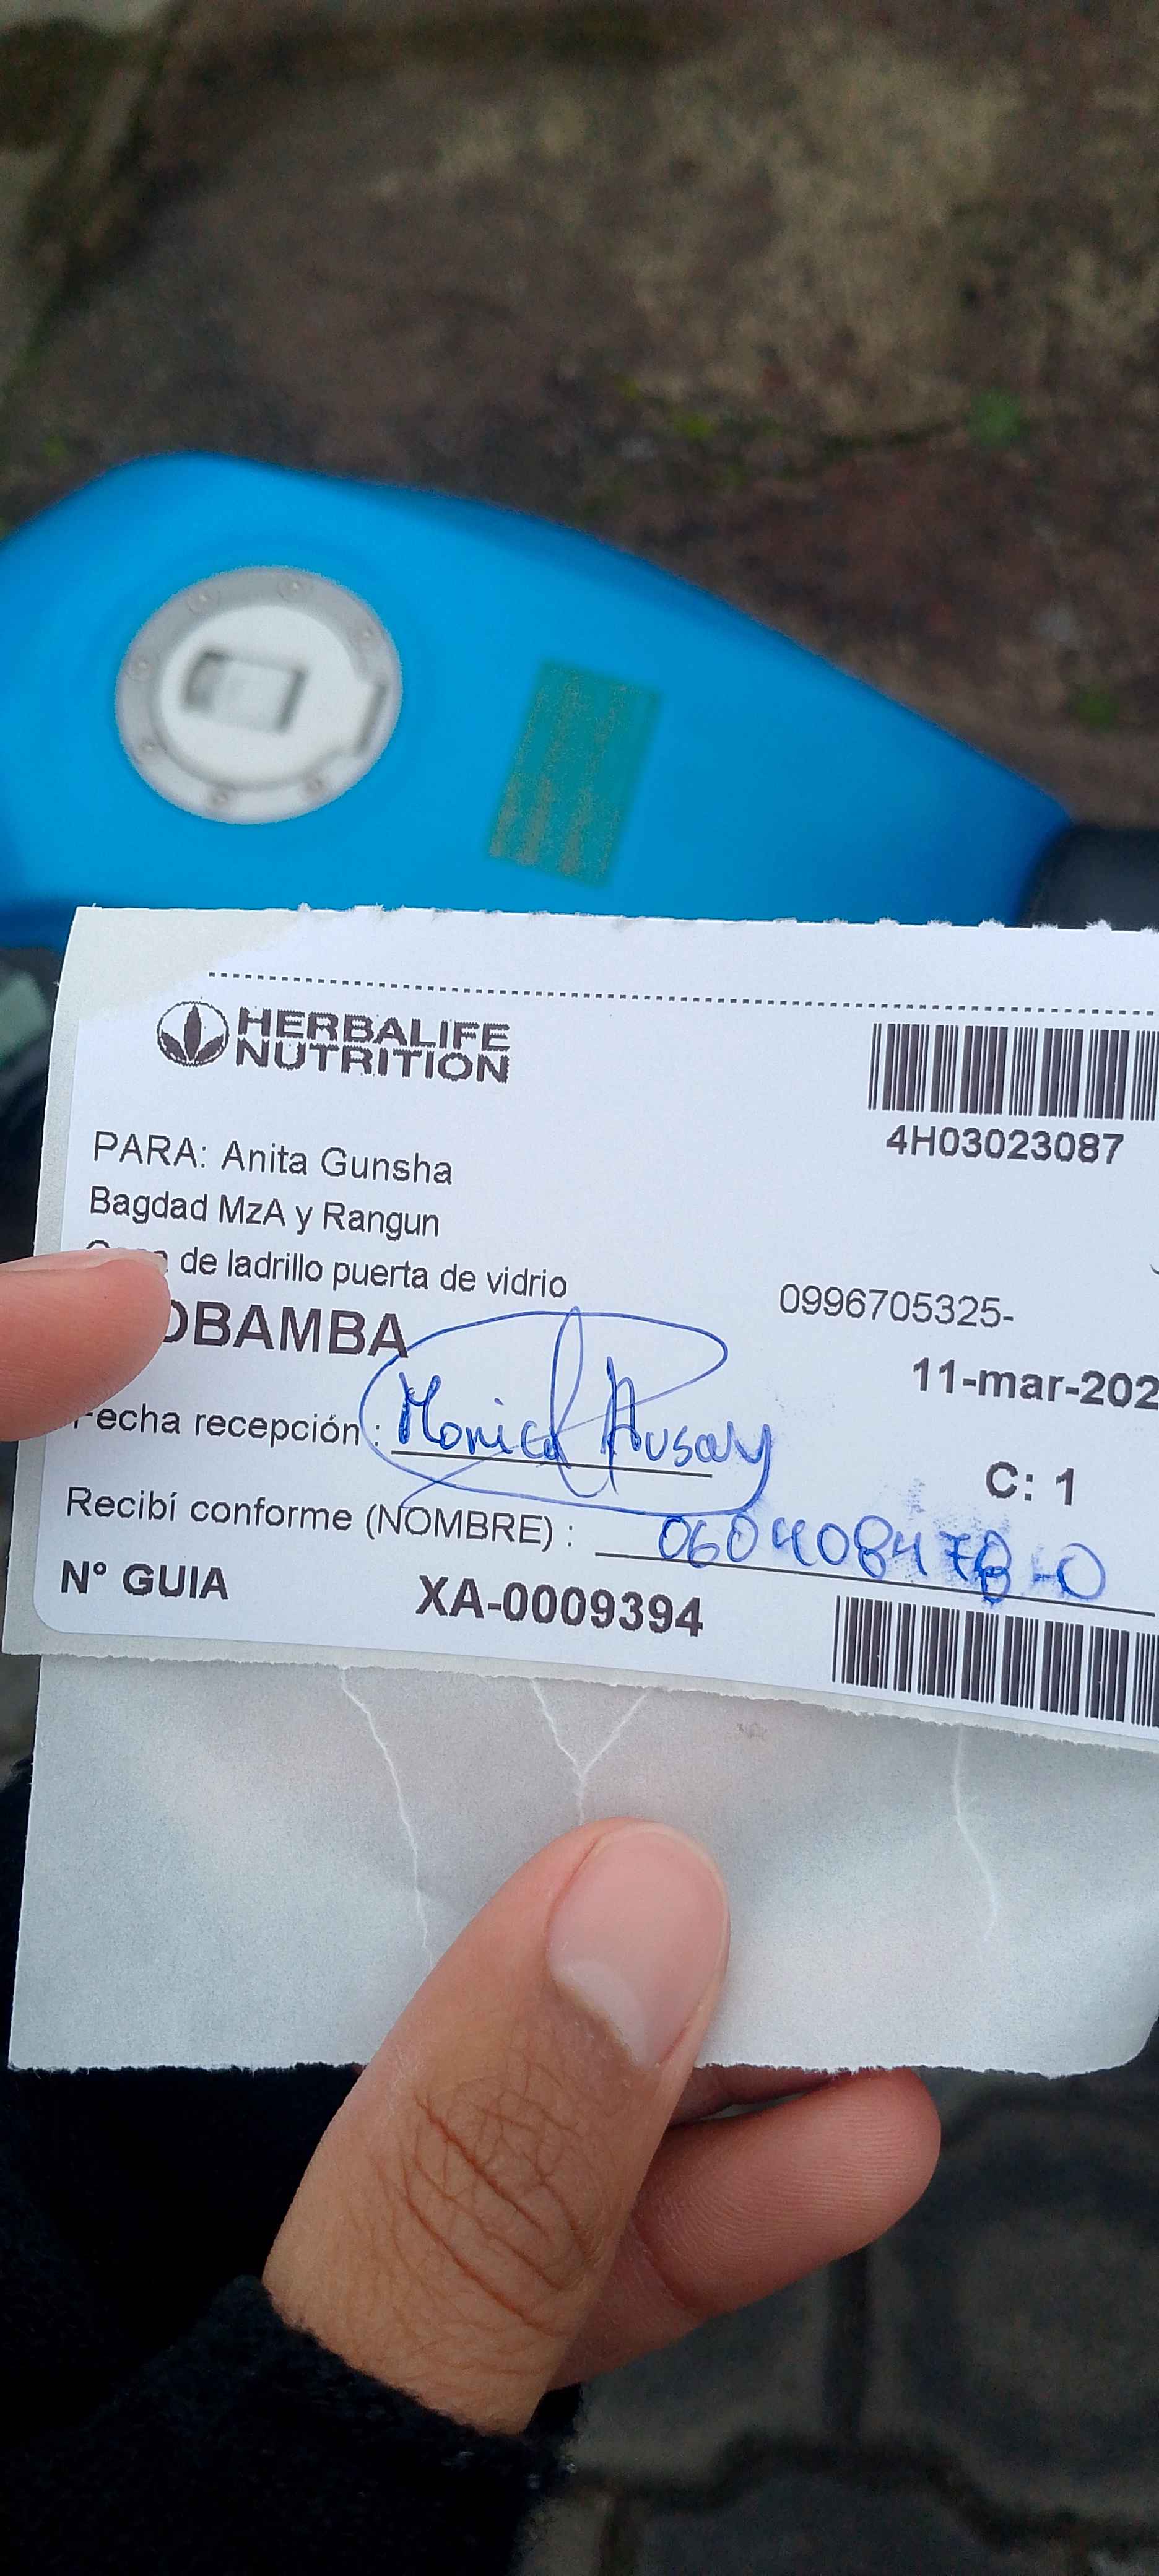 HERBALIFE
NUTRITION
4H03023087
PARA: Anita Gunsha
Bagdad MzA y Rangun
de ladrillo puerta de vidrio
0996705325-
OBAMBA
11-mar-202
Fecha recepción : Monica Ausay
C: 1
Recibí conforme (NOMBRE) :
N° GUIA XA-0009394